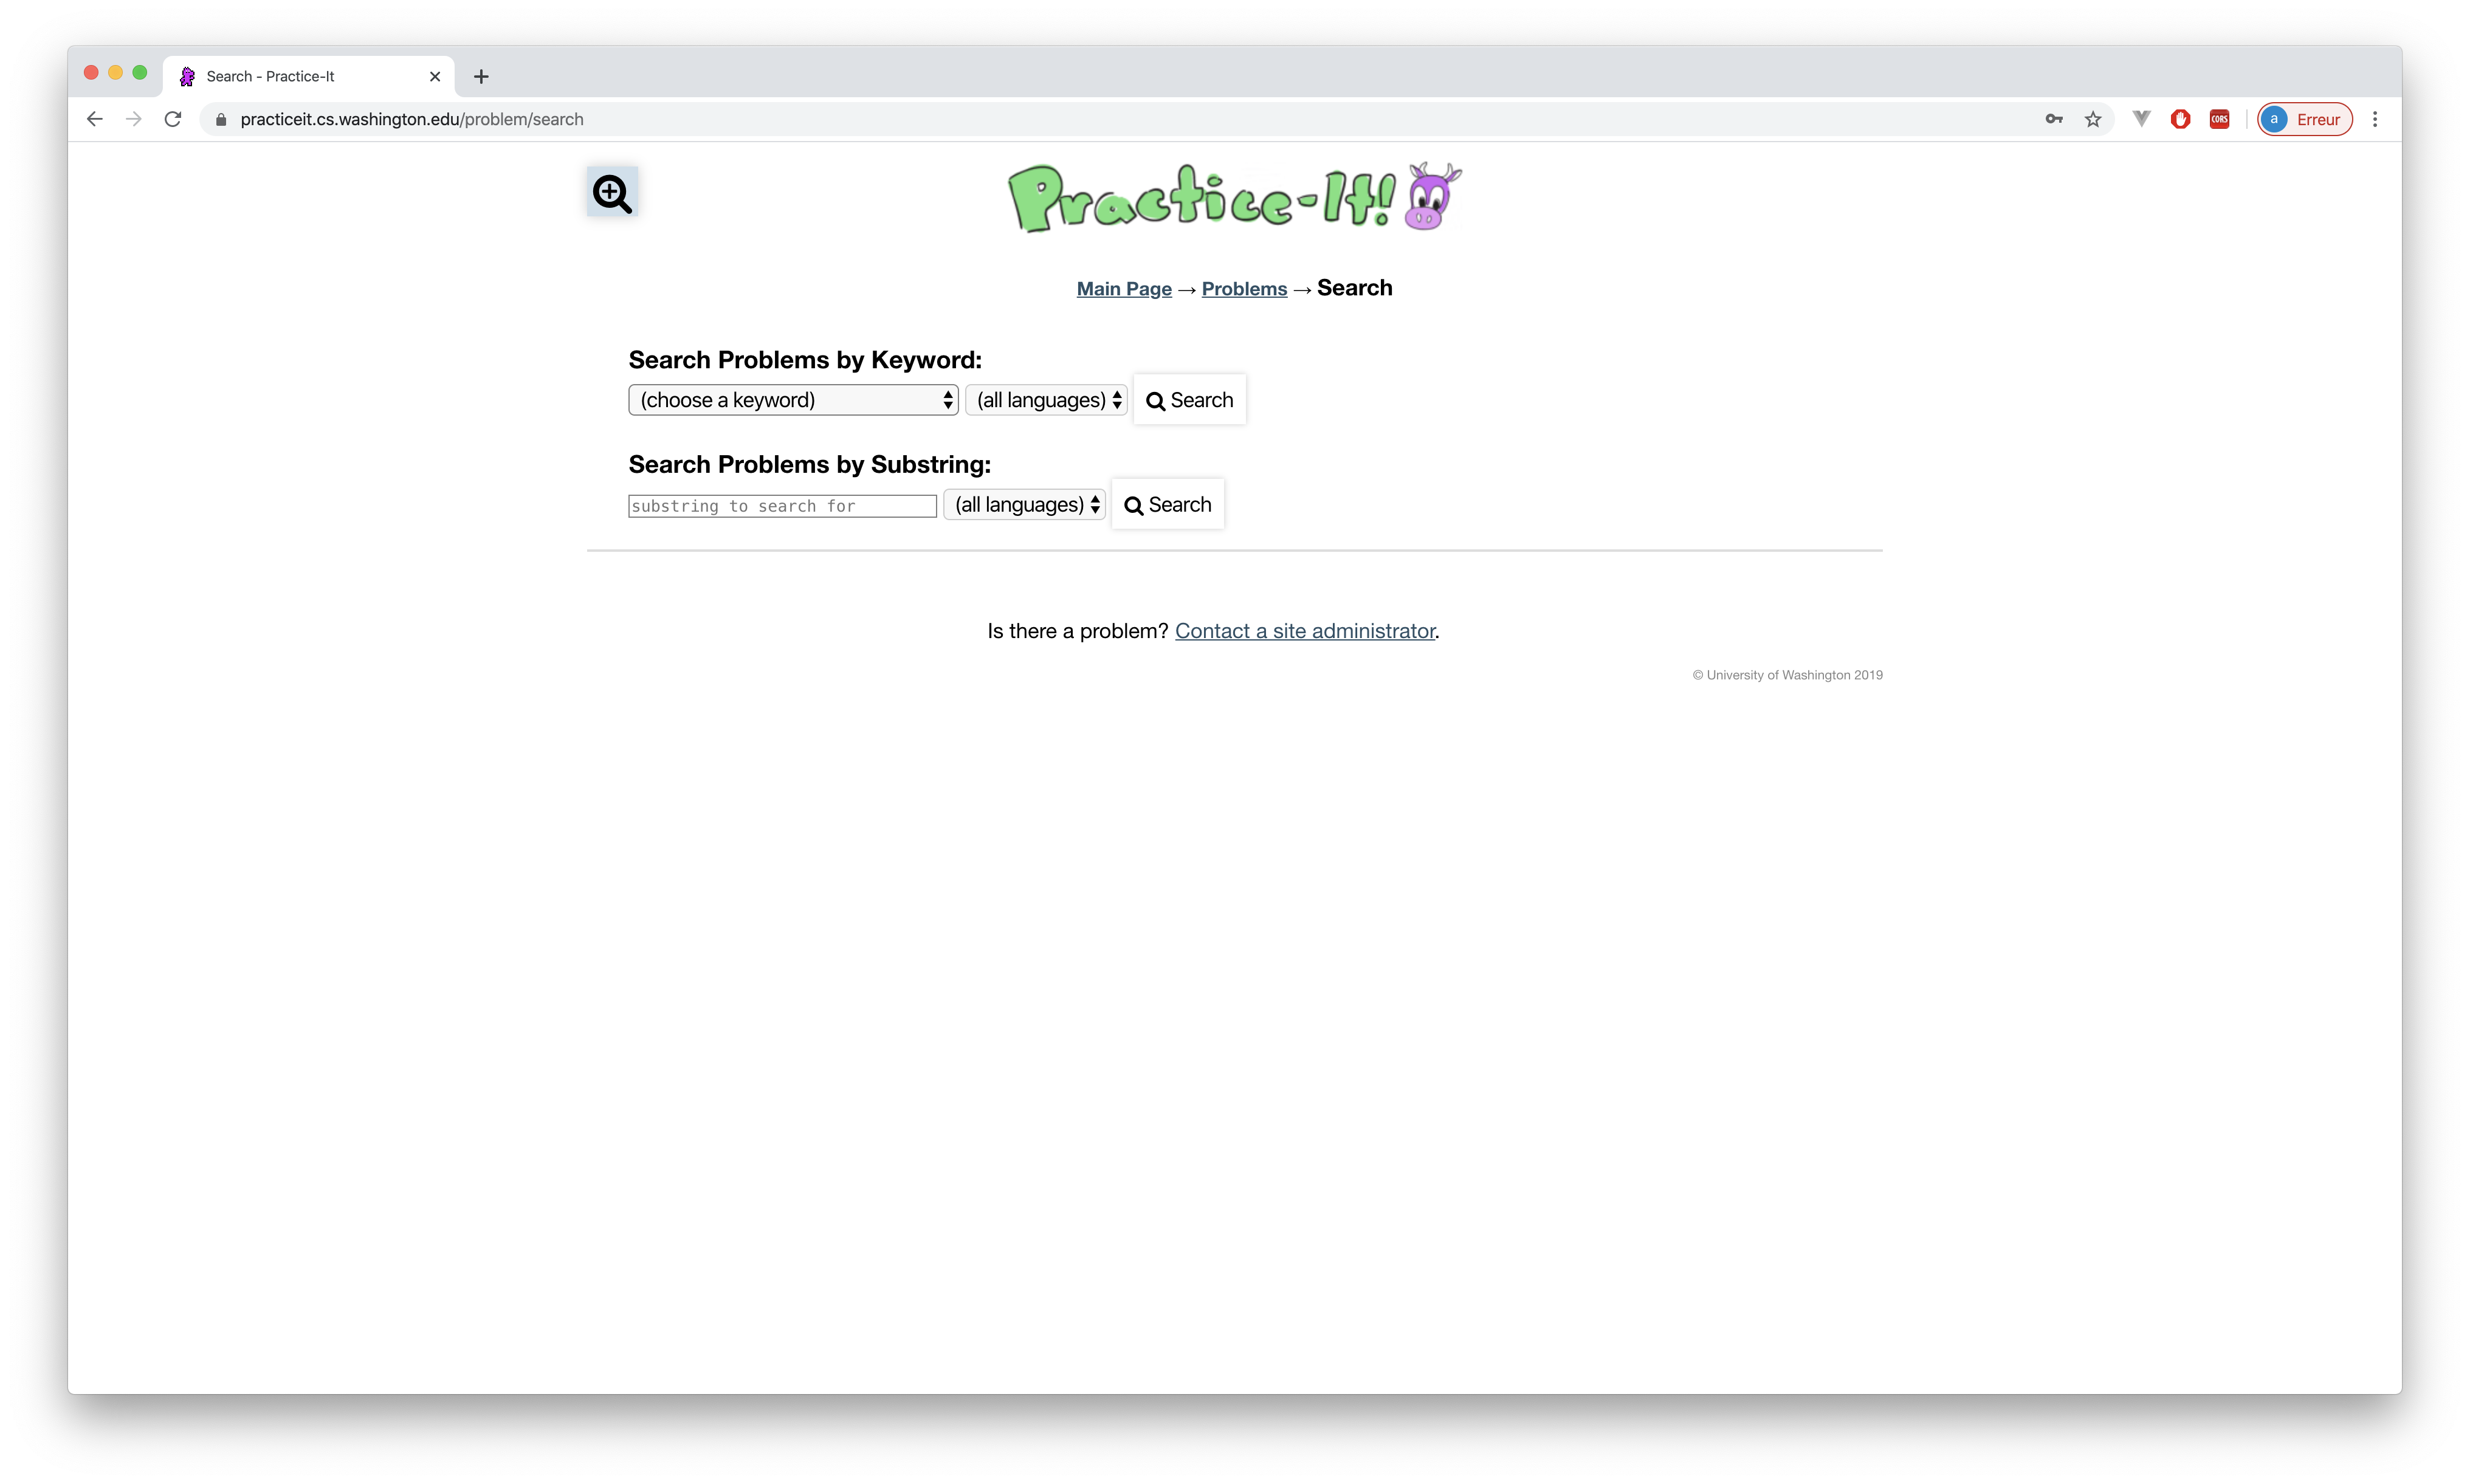 Search - Practice-It
practiceit.cs.washington.edu/problem/search
CORS
a Erreur
Practice-It!
Main Page → Problems → Search
Search Problems by Keyword:
(choose a keyword) (all languages) Search
Search Problems by Substring:
substring to search for (all languages) Search
Is there a problem? Contact a site administrator.
© University of Washington 2019